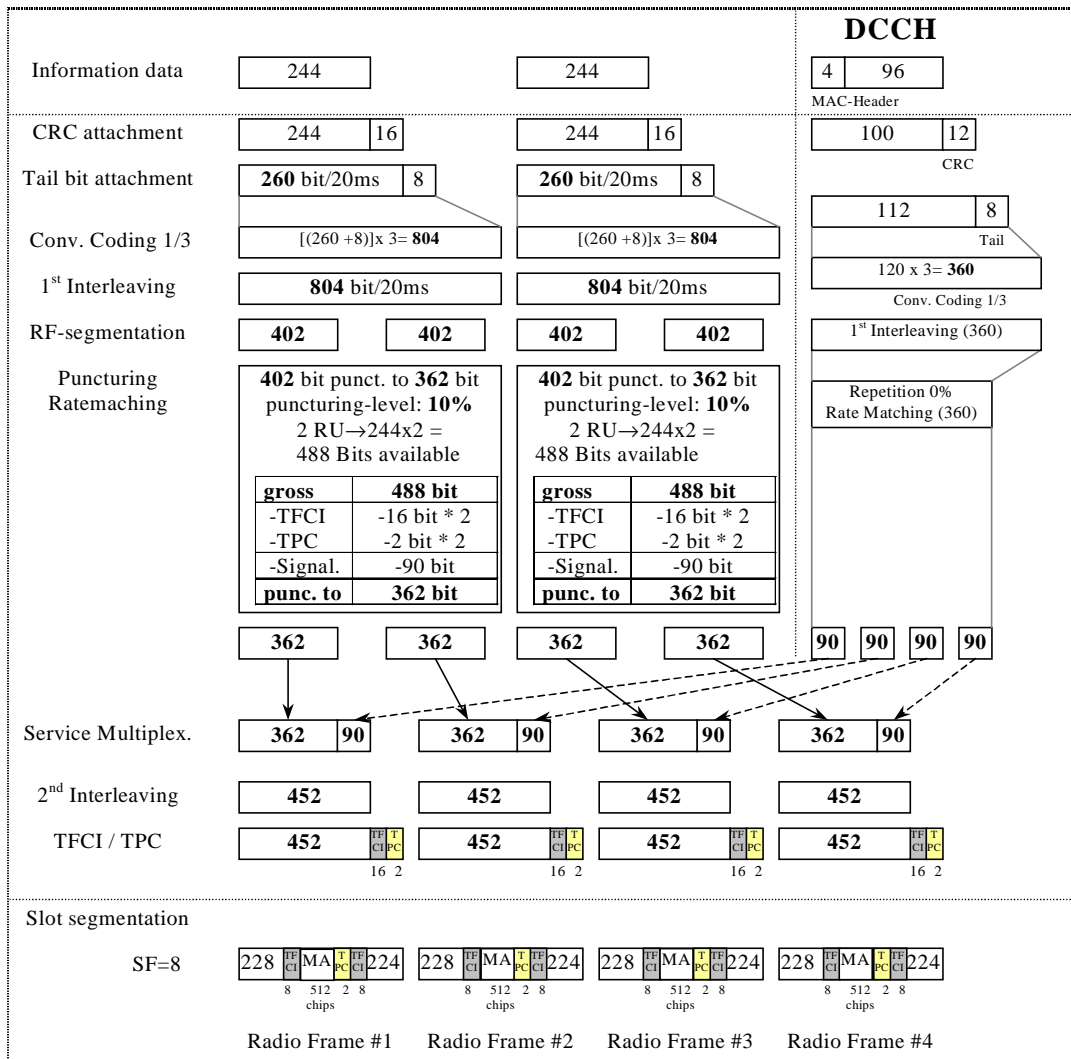 DCCH
Information data 244 244 4 96
MAC-Header
CRC attachment 244 16 244 16 100 12
CRC
Tail bit attachment 260 bit/20ms 8 260 bit/20ms 8
112 8
Tail
Conv. Coding 1/3 [(260 +8)]x 3= 804 [(260 +8)]x 3= 804
120 x 3= 360
Conv. Coding 1/3
1st Interleaving 804 bit/20ms 804 bit/20ms
RF-segmentation 402 402 402 402 1st Interleaving (360)
Puncturing
Ratemaching
402 bit punct. to 362 bit
puncturing-level: 10%
2 RU→244x2 =
488 Bits available
gross 488 bit
-TFCI -16 bit * 2
-TPC -2 bit * 2
-Signal. -90 bit
punc. to 362 bit
402 bit punct. to 362 bit
puncturing-level: 10%
2 RU→244x2 =
488 Bits available
gross 488 bit
-TFCI -16 bit * 2
-TPC -2 bit * 2
-Signal. -90 bit
punc. to 362 bit
Repetition 0%
Rate Matching (360)
362 362 362 362 90 90 90 90
Service Multiplex. 362 90 362 90 362 90 362 90
2nd Interleaving 452 452 452 452
TFCI / TPC 452 TF CI T PC 452 TF CI T PC 452 TF CI T PC 452 TF CI T PC
16 2 16 2 16 2 16 2
Slot segmentation
SF=8 228 TF CI MA T PC TF CI 224 228 TF CI MA T PC TF CI 224 228 TF CI MA T PC TF CI 224 228 TF CI MA T PC TF CI 224
8 512 2 8 8 512 2 8 8 512 2 8 8 512 2 8
chips chips chips chips
Radio Frame #1 Radio Frame #2 Radio Frame #3 Radio Frame #4